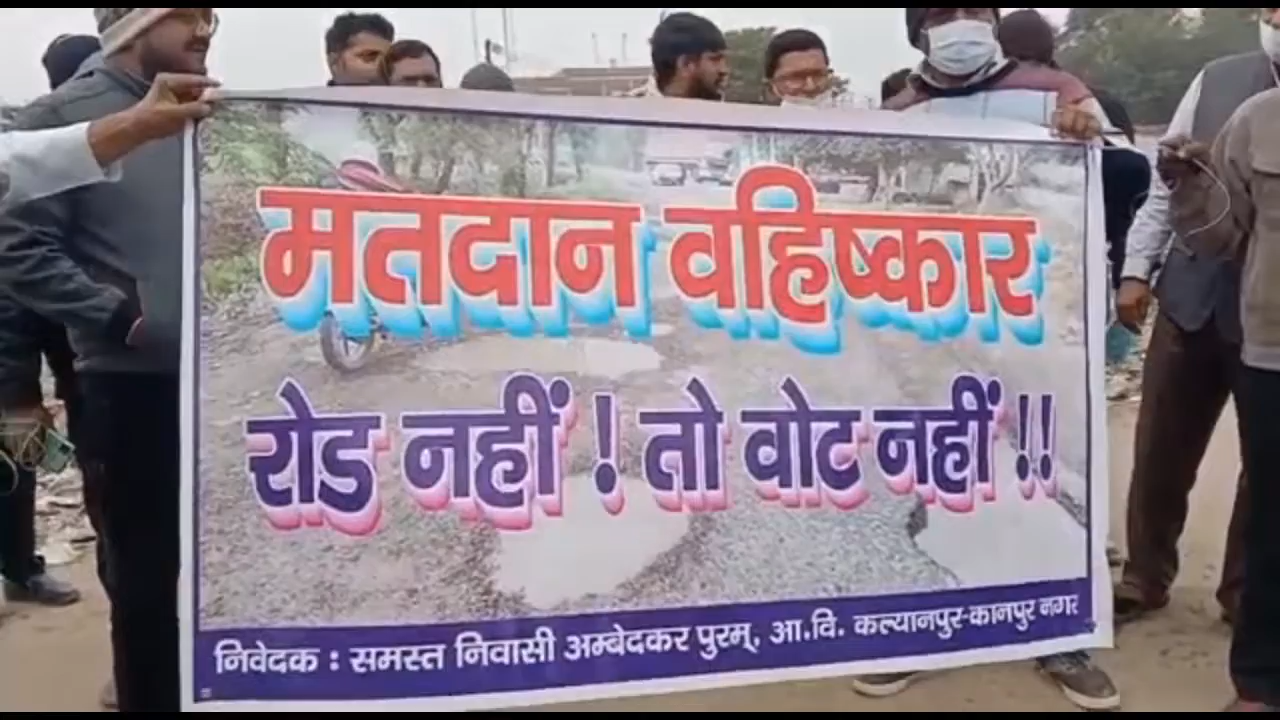 मतदान वहिष्कार
रोड नहीं ! तो वोट नहीं !!
निवेदक : समस्त निवासी अम्बेदकर पुरम्, आ.वि. कल्यानपुर-कानपुर नगर